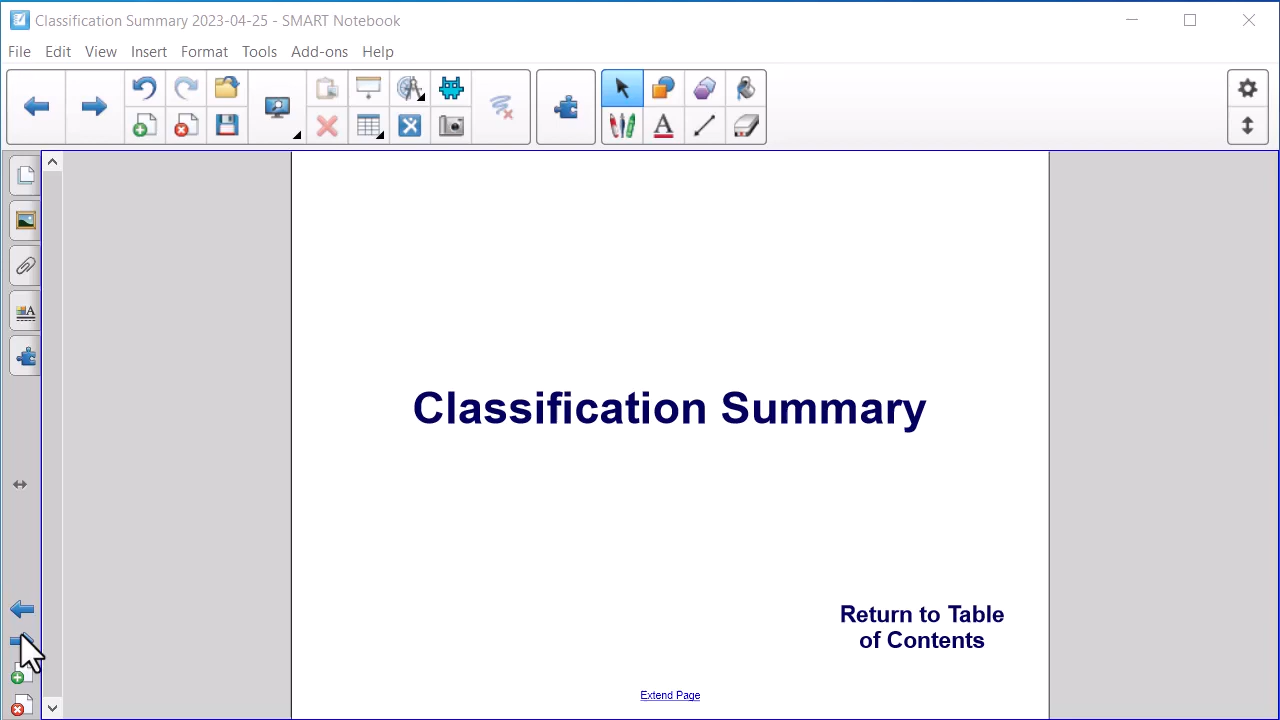 Classification Summary 2023-04-25 - SMART Notebook
File Edit View Insert Format Tools Add-ons Help
Classification Summary
Return to Table
of Contents
Extend Page